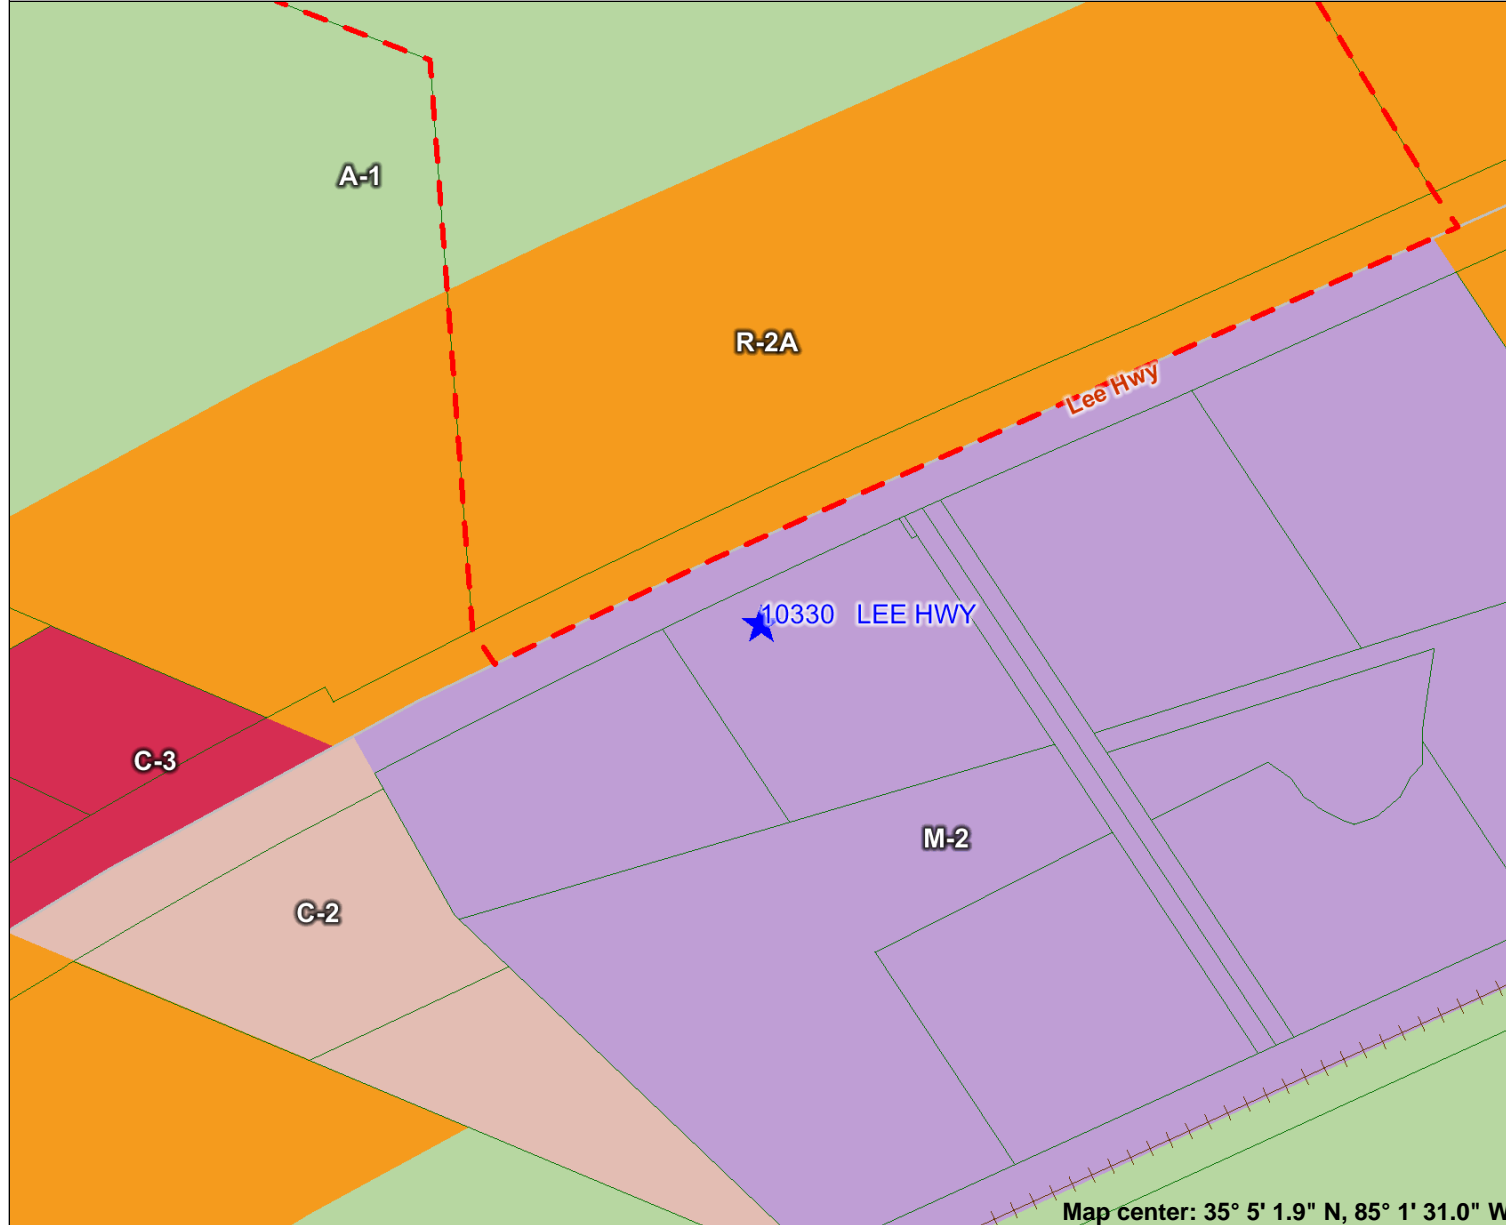 A-1
R-2A
Lee Hwy
10330 LEE HWY
C-3
M-2
C-2
Map center: 35° 5' 1.9" N, 85° 1' 31.0" W